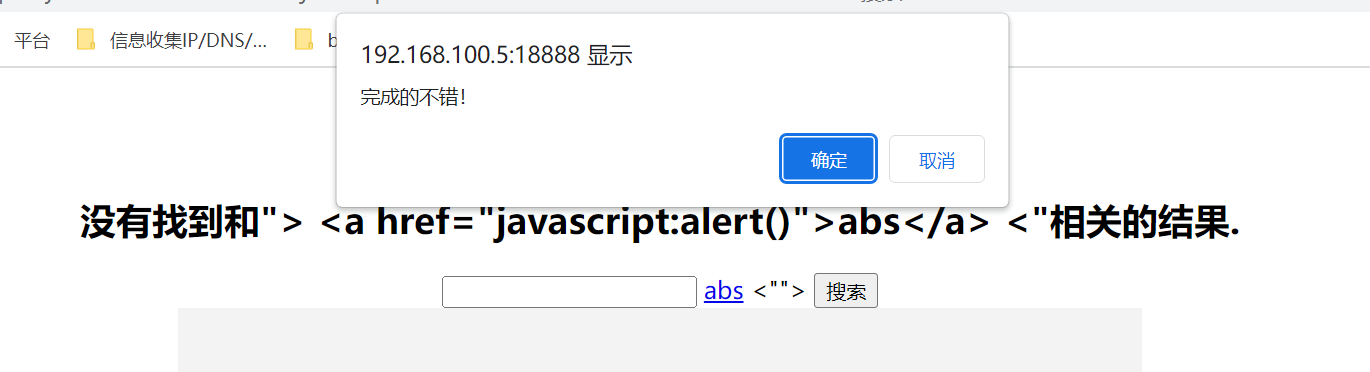 平台 信息收集IP/DNS/... b
192.168.100.5:18888 显示
完成的不错！
确定 取消
没有找到和"> <a href="javascript:alert()">abs</a> <"相关的结果.
abs <""> 搜索